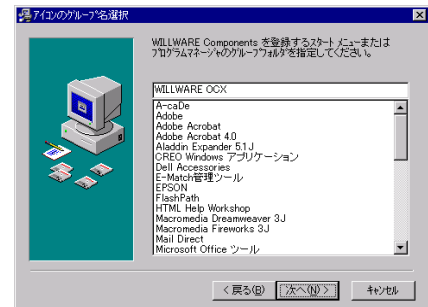 アイコンのグループ名選択
WILLWARE Components を登録するスタート メニューまたは
プログラムマネージャのグループフォルダを指定してください。
WILLWARE OCX
A-caDe
Adobe
Adobe Acrobat
Adobe Acrobat 4.0
Aladdin Expander 5.1J
CREO Windows アプリケーション
Dell Accessories
E-Match管理ツール
EPSON
FlashPath
HTML Help Workshop
Macromedia Dreamweaver 3J
Macromedia Fireworks 3J
Mail Direct
Microsoft Office ツール
< 戻る(B) 次へ(N) > キャンセル